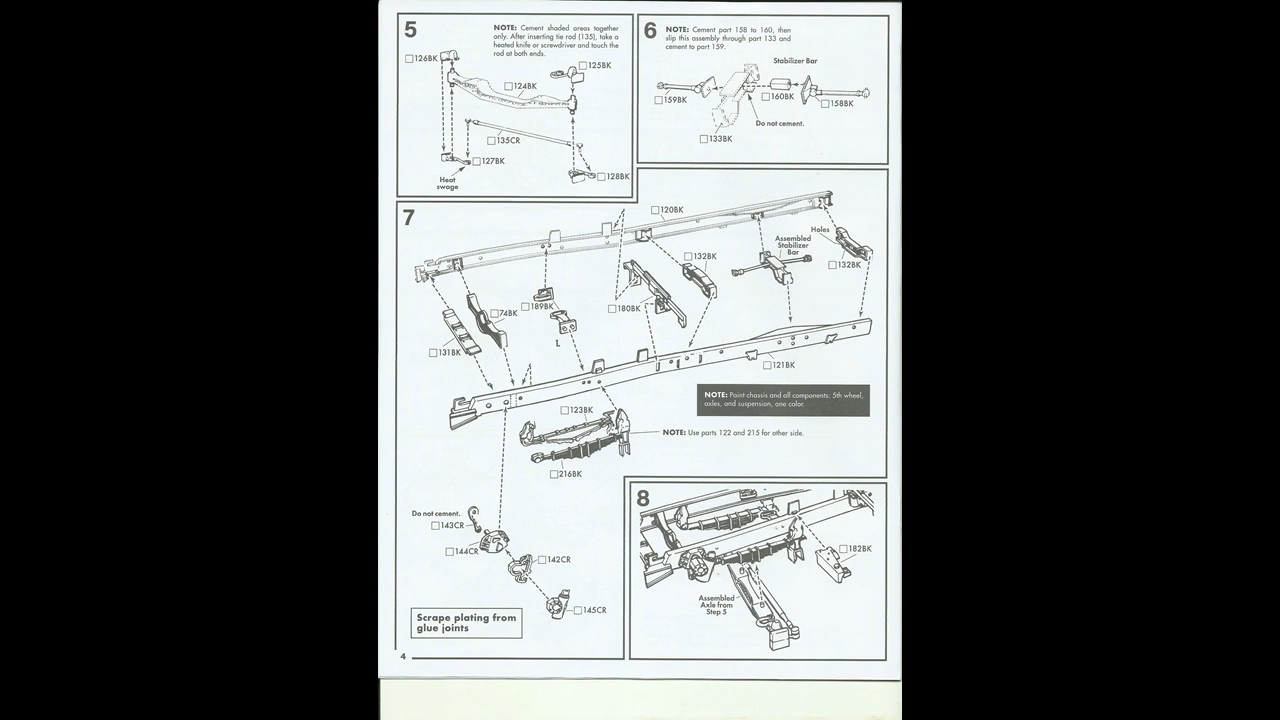 5
NOTE: Cement shaded areas together
only. After inserting tie rod (135), take a
heated knife or screwdriver and touch the
rod at both ends.
126BK
125BK
124BK
135CR
127BK
128BK
Heat
swage
6
NOTE: Cement part 158 to 160, then
slip this assembly through part 133 and
cement to part 159.
Stabilizer Bar
159BK
160BK
158BK
Do not cement.
133BK
7
120BK
Holes
Assembled
Stabilizer
Bar
132BK
132BK
189BK
180BK
74BK
131BK
121BK
NOTE: Paint chassis and all components: 5th wheel,
axles, and suspension, one color.
123BK
NOTE: Use parts 122 and 215 for other side.
216BK
Do not cement.
143CR
144CR
142CR
145CR
Scrape plating from
glue joints
8
182BK
Assembled
Axle from
Step 5
4